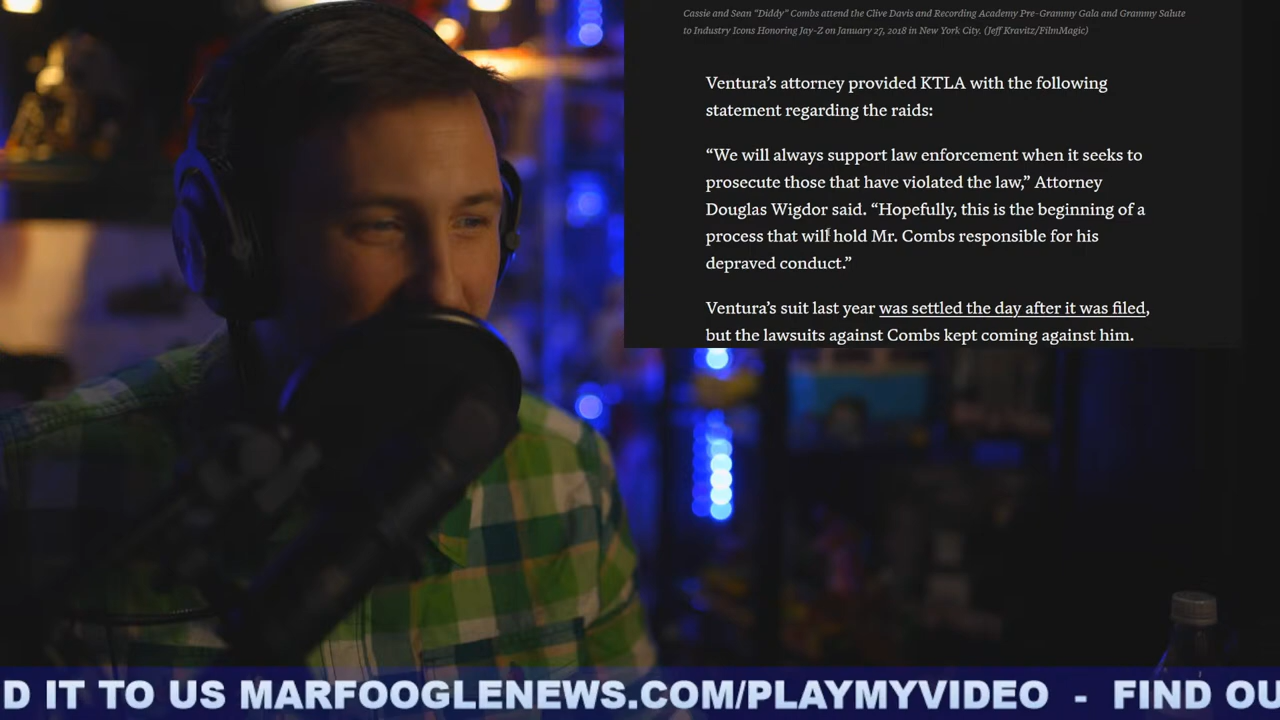 Cassie and Sean "Diddy" Combs attend the Clive Davis and Recording Academy Pre-Grammy Gala and Grammy Salute
to Industry Icons Honoring Jay-Z on January 27, 2018 in New York City. (Jeff Kravitz/FilmMagic)
Ventura’s attorney provided KTLA with the following
statement regarding the raids:
“We will always support law enforcement when it seeks to
prosecute those that have violated the law,” Attorney
Douglas Wigdor said. “Hopefully, this is the beginning of a
process that will hold Mr. Combs responsible for his
depraved conduct.”
Ventura’s suit last year was settled the day after it was filed,
but the lawsuits against Combs kept coming against him.
D IT TO US MARFOOGLENEWS.COM/PLAYMYVIDEO - FIND OU